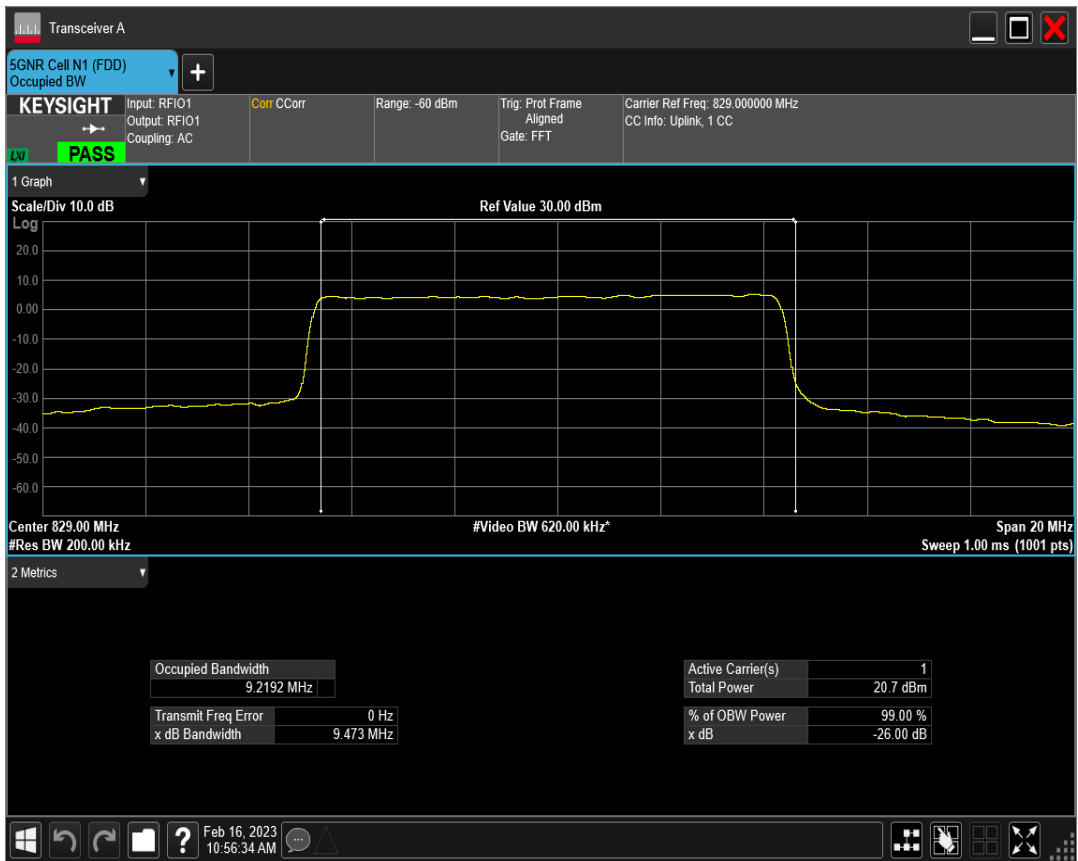 Transceiver A
5GNR Cell N1 (FDD)
Occupied BW
KEYSIGHT
LXI
PASS
Input: RFIO1
Output: RFIO1
Coupling: AC
Corr CCorr
Range: -60 dBm
Trig: Prot Frame
Aligned
Gate: FFT
Carrier Ref Freq: 829.000000 MHz
CC Info: Uplink, 1 CC
1 Graph
Scale/Div 10.0 dB
Ref Value 30.00 dBm
Log
20.0
10.0
0.00
-10.0
-20.0
-30.0
-40.0
-50.0
-60.0
Center 829.00 MHz
#Video BW 620.00 kHz*
Span 20 MHz
#Res BW 200.00 kHz
Sweep 1.00 ms (1001 pts)
2 Metrics
Occupied Bandwidth
9.2192 MHz
Transmit Freq Error 0 Hz
x dB Bandwidth 9.473 MHz
Active Carrier(s) 1
Total Power 20.7 dBm
% of OBW Power 99.00 %
x dB -26.00 dB
?
Feb 16, 2023
10:56:34 AM